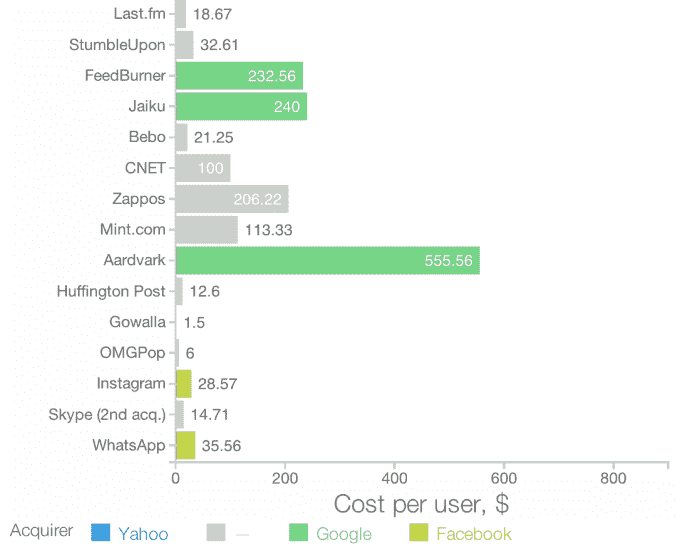 Last.fm 18.67
StumbleUpon 32.61
FeedBurner 232.56
Jaiku 240
Bebo 21.25
CNET 100
Zappos 206.22
Mint.com 113.33
Aardvark 555.56
Huffington Post 12.6
Gowalla 1.5
OMGPop 6
Instagram 28.57
Skype (2nd acq.) 14.71
WhatsApp 35.56
0 200 400 600 800
Cost per user, $
Acquirer Yahoo — Google Facebook